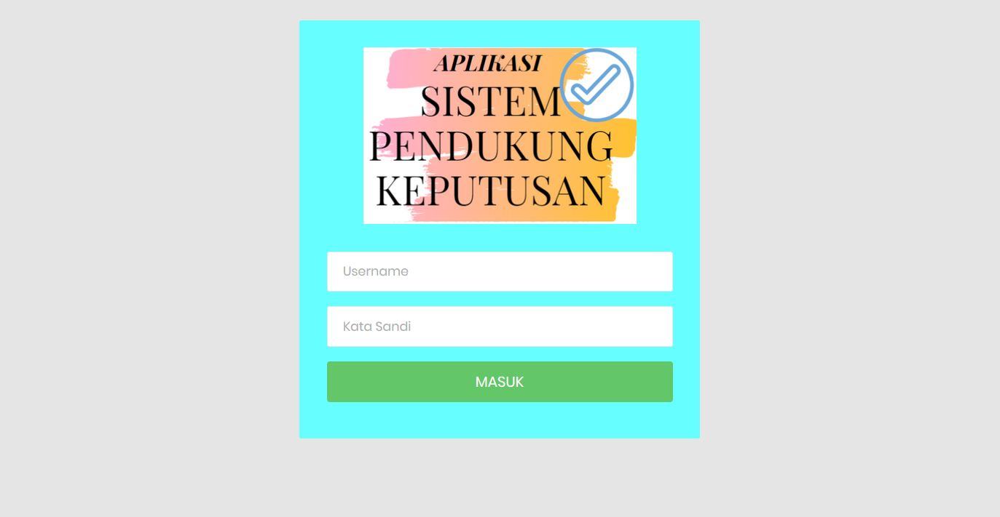 APLIKASI
SISTEM
PENDUKUNG
KEPUTUSAN
Username
Kata Sandi
MASUK